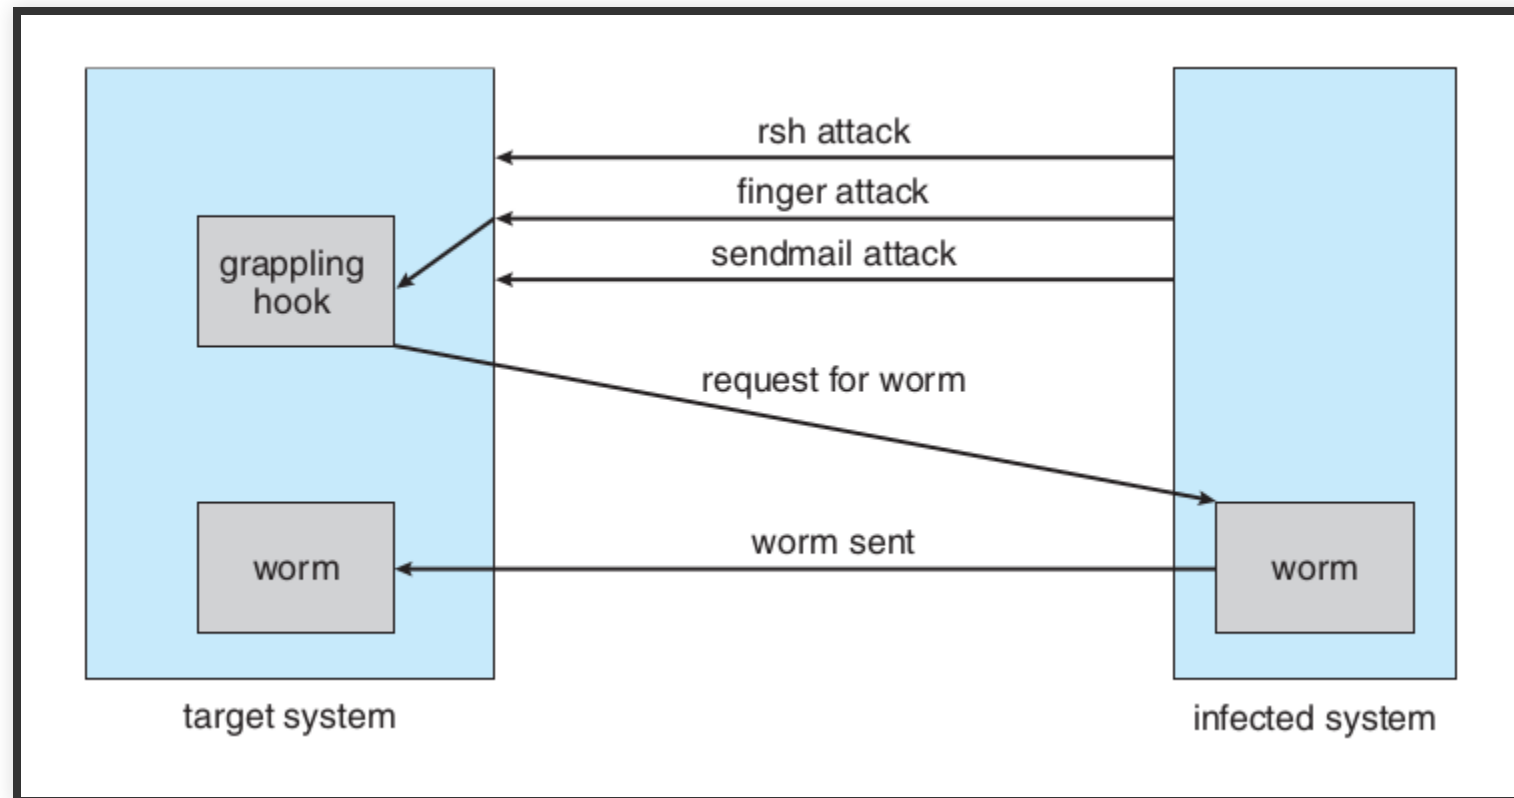 rsh attack
finger attack
sendmail attack
grappling
hook
request for worm
worm sent
worm
worm
target system
infected system